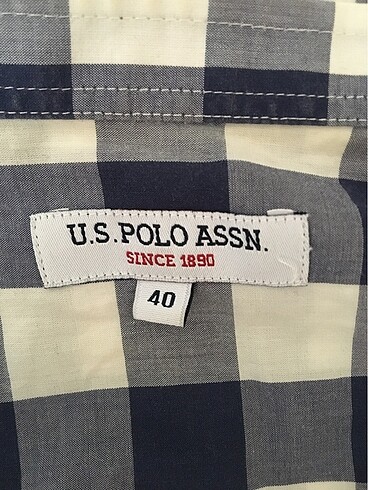 U.S. POLO ASSN.
SINCE 1890
40